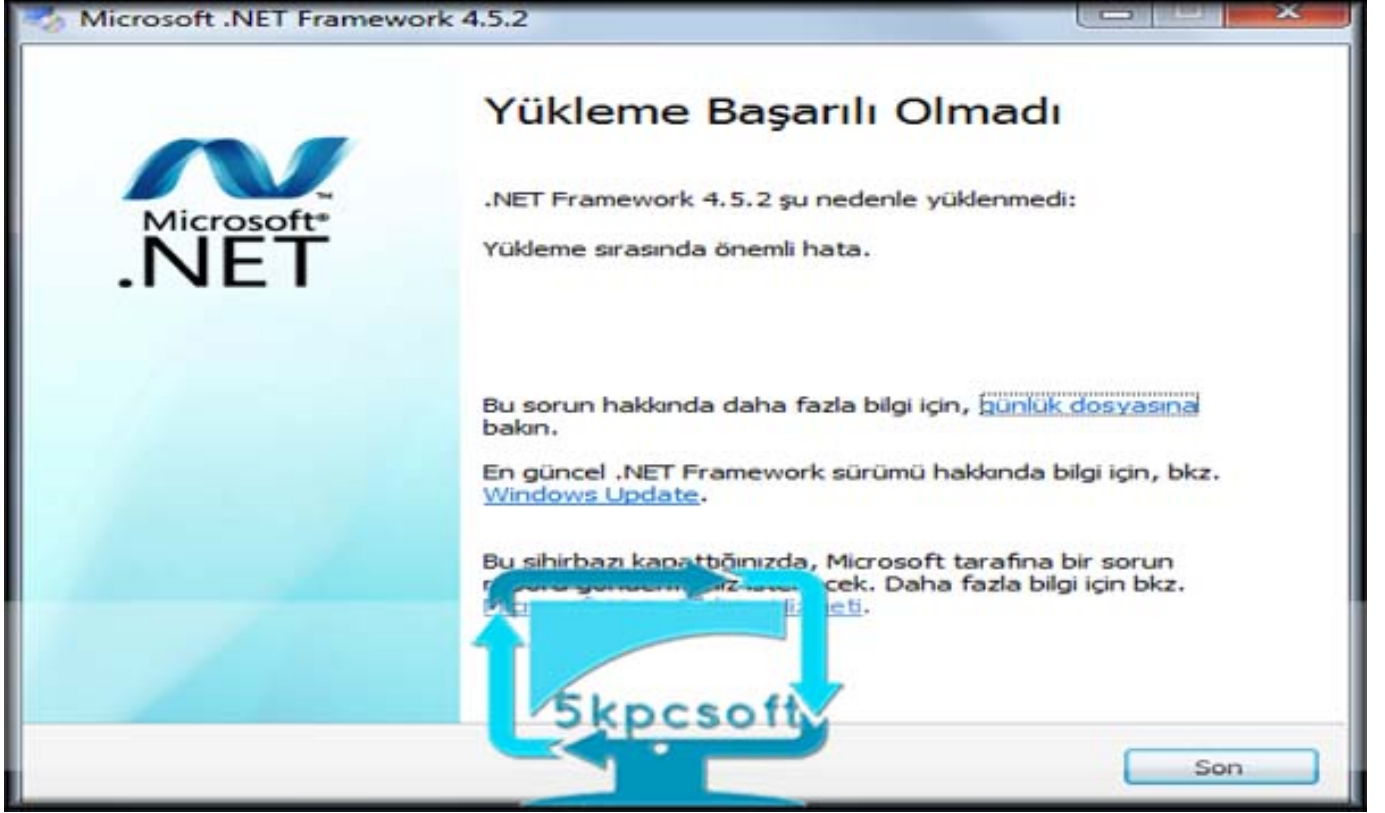 Microsoft .NET Framework 4.5.2
Yükleme Başarılı Olmadı
Microsoft®
.NET
.NET Framework 4.5.2 şu nedenle yüklenmedi:
Yükleme sırasında önemli hata.
Bu sorun hakkında daha fazla bilgi için, günlük dosyasına
bakın.
En güncel .NET Framework sürümü hakkında bilgi için, bkz.
Windows Update.
Bu sihirbazı kapattığınızda, Microsoft tarafına bir sorun
Daha fazla bilgi için bkz.
5kpcsoft
Son